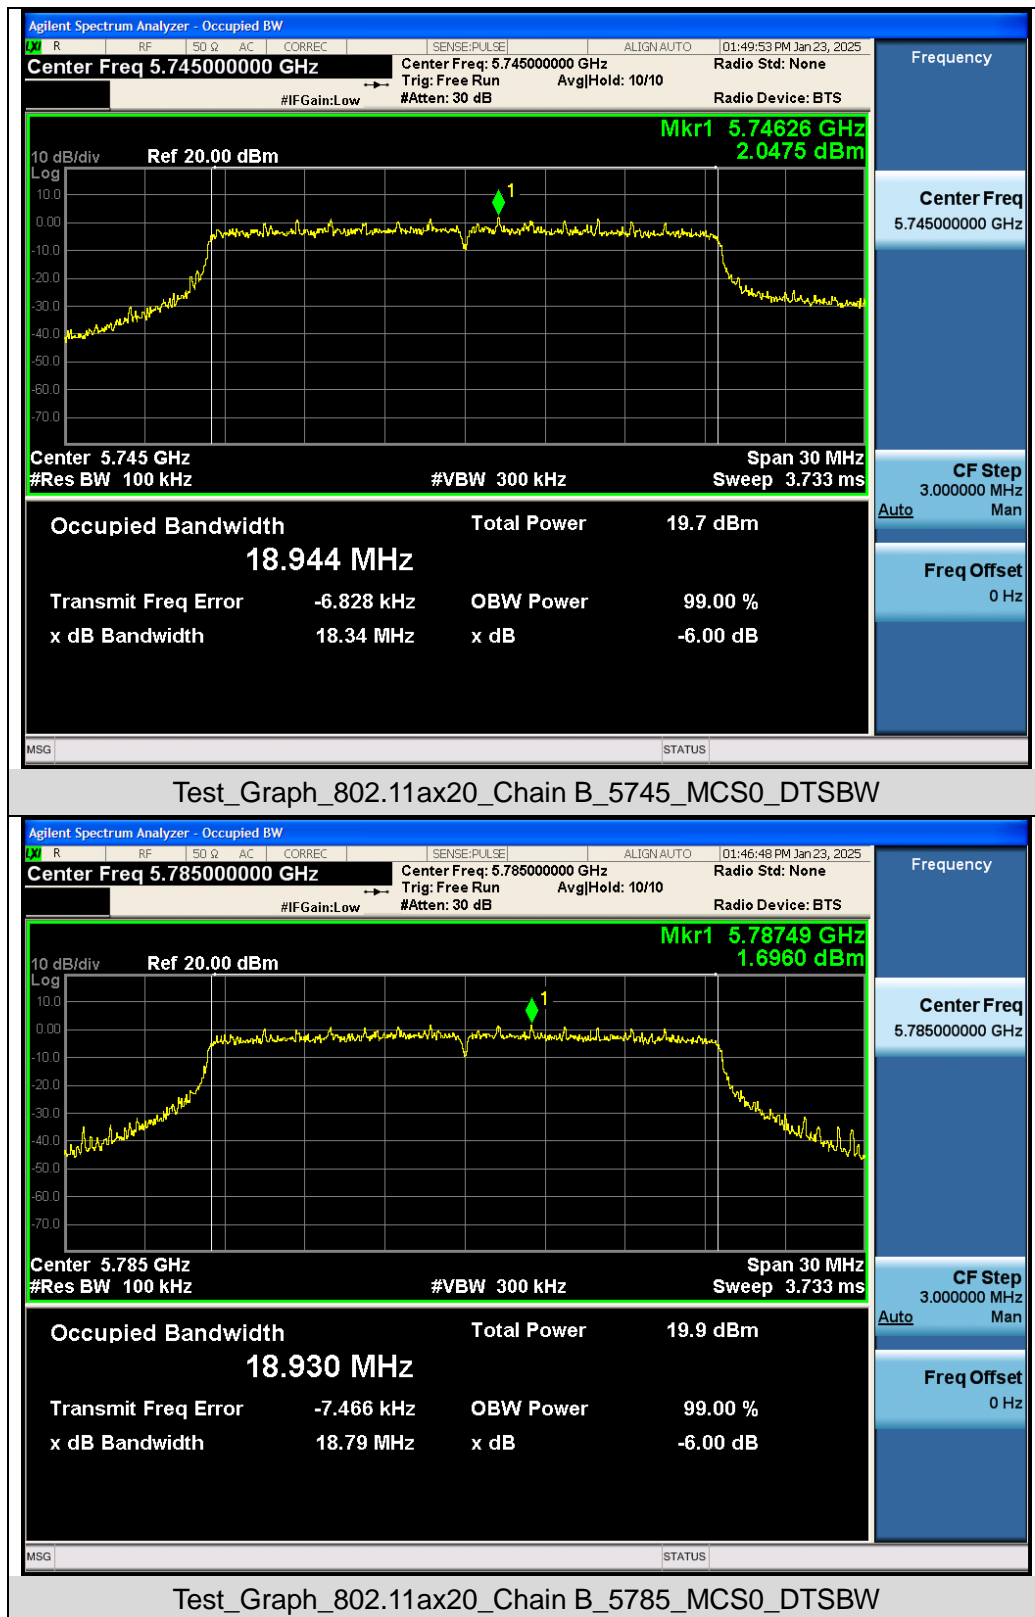 Agilent Spectrum Analyzer - Occupied BW
LXI R RF 50 Ω AC CORREC SENSE:PULSE ALIGN AUTO 01:49:53 PM Jan 23, 2025
Center Freq 5.745000000 GHz
Center Freq: 5.745000000 GHz
Radio Std: None
Trig: Free Run Avg|Hold: 10/10
#IFGain:Low
#Atten: 30 dB
Radio Device: BTS
Frequency
Mkr1 5.74626 GHz
2.0475 dBm
10 dB/div Ref 20.00 dBm
Log
10.0
0.00
-10.0
-20.0
-30.0
-40.0
-50.0
-60.0
-70.0
1
Center 5.745 GHz Span 30 MHz
#Res BW 100 kHz #VBW 300 kHz Sweep 3.733 ms
Center Freq
5.745000000 GHz
CF Step
3.000000 MHz
Auto Man
Freq Offset
0 Hz
Occupied Bandwidth Total Power 19.7 dBm
18.944 MHz
Transmit Freq Error -6.828 kHz OBW Power 99.00 %
x dB Bandwidth 18.34 MHz x dB -6.00 dB
MSG STATUS
Test_Graph_802.11ax20_Chain B_5745_MCS0_DTSBW
Agilent Spectrum Analyzer - Occupied BW
LXI R RF 50 Ω AC CORREC SENSE:PULSE ALIGN AUTO 01:46:48 PM Jan 23, 2025
Center Freq 5.785000000 GHz
Center Freq: 5.785000000 GHz
Radio Std: None
Trig: Free Run Avg|Hold: 10/10
#IFGain:Low
#Atten: 30 dB
Radio Device: BTS
Frequency
Mkr1 5.78749 GHz
1.6960 dBm
10 dB/div Ref 20.00 dBm
Log
10.0
0.00
-10.0
-20.0
-30.0
-40.0
-50.0
-60.0
-70.0
1
Center 5.785 GHz Span 30 MHz
#Res BW 100 kHz #VBW 300 kHz Sweep 3.733 ms
Center Freq
5.785000000 GHz
CF Step
3.000000 MHz
Auto Man
Freq Offset
0 Hz
Occupied Bandwidth Total Power 19.9 dBm
18.930 MHz
Transmit Freq Error -7.466 kHz OBW Power 99.00 %
x dB Bandwidth 18.79 MHz x dB -6.00 dB
MSG STATUS
Test_Graph_802.11ax20_Chain B_5785_MCS0_DTSBW